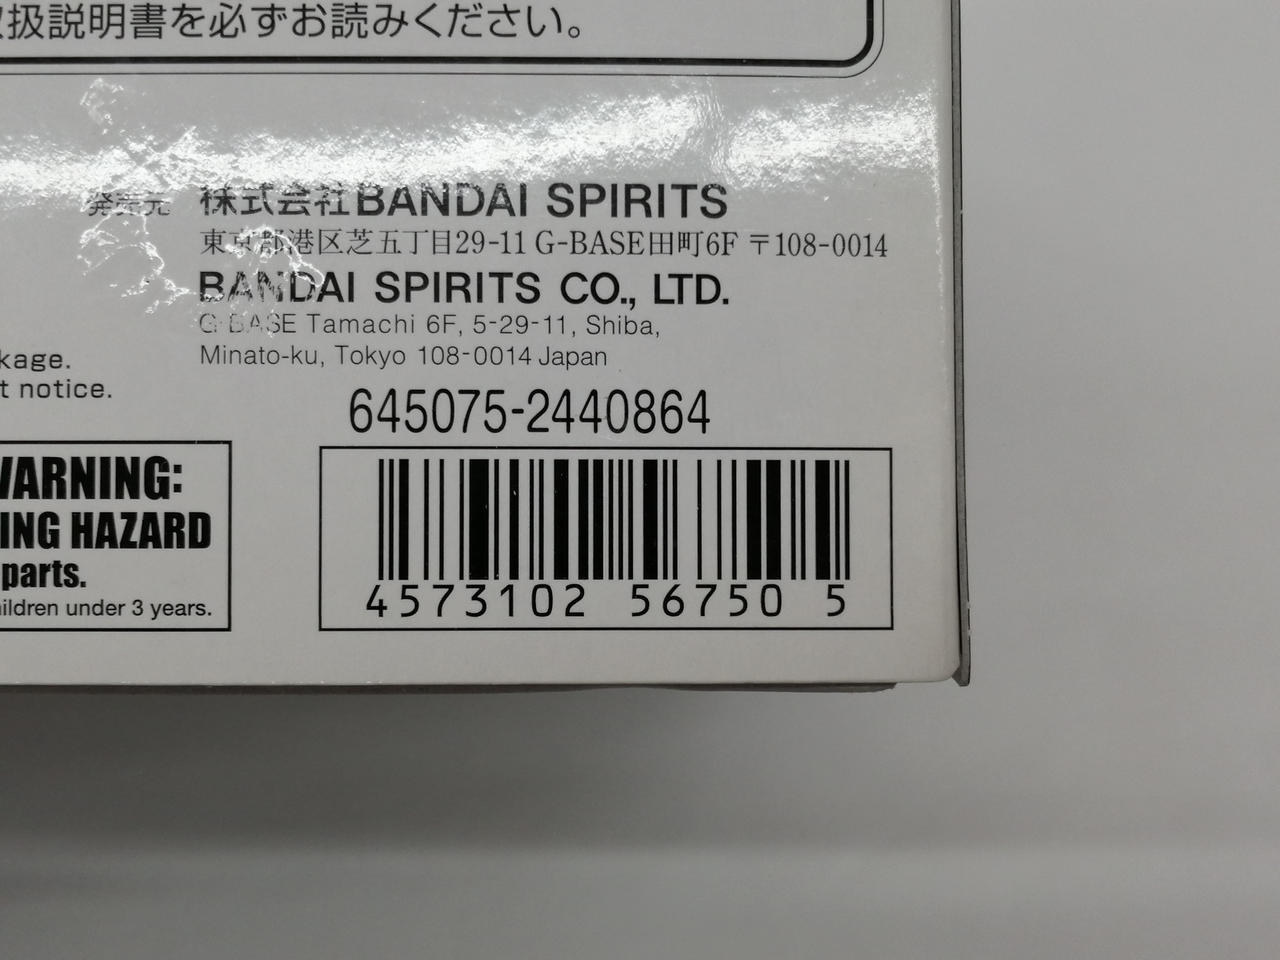 取扱説明書を必ずお読みください。
発売元 株式会社BANDAI SPIRITS
東京都港区芝五丁目29-11 G-BASE田町6F 〒108-0014
BANDAI SPIRITS CO., LTD.
G-BASE Tamachi 6F, 5-29-11, Shiba,
Minato-ku, Tokyo 108-0014 Japan
kage.
t notice.
645075-2440864
WARNING:
ING HAZARD
parts.
hildren under 3 years.
4573102 56750 5